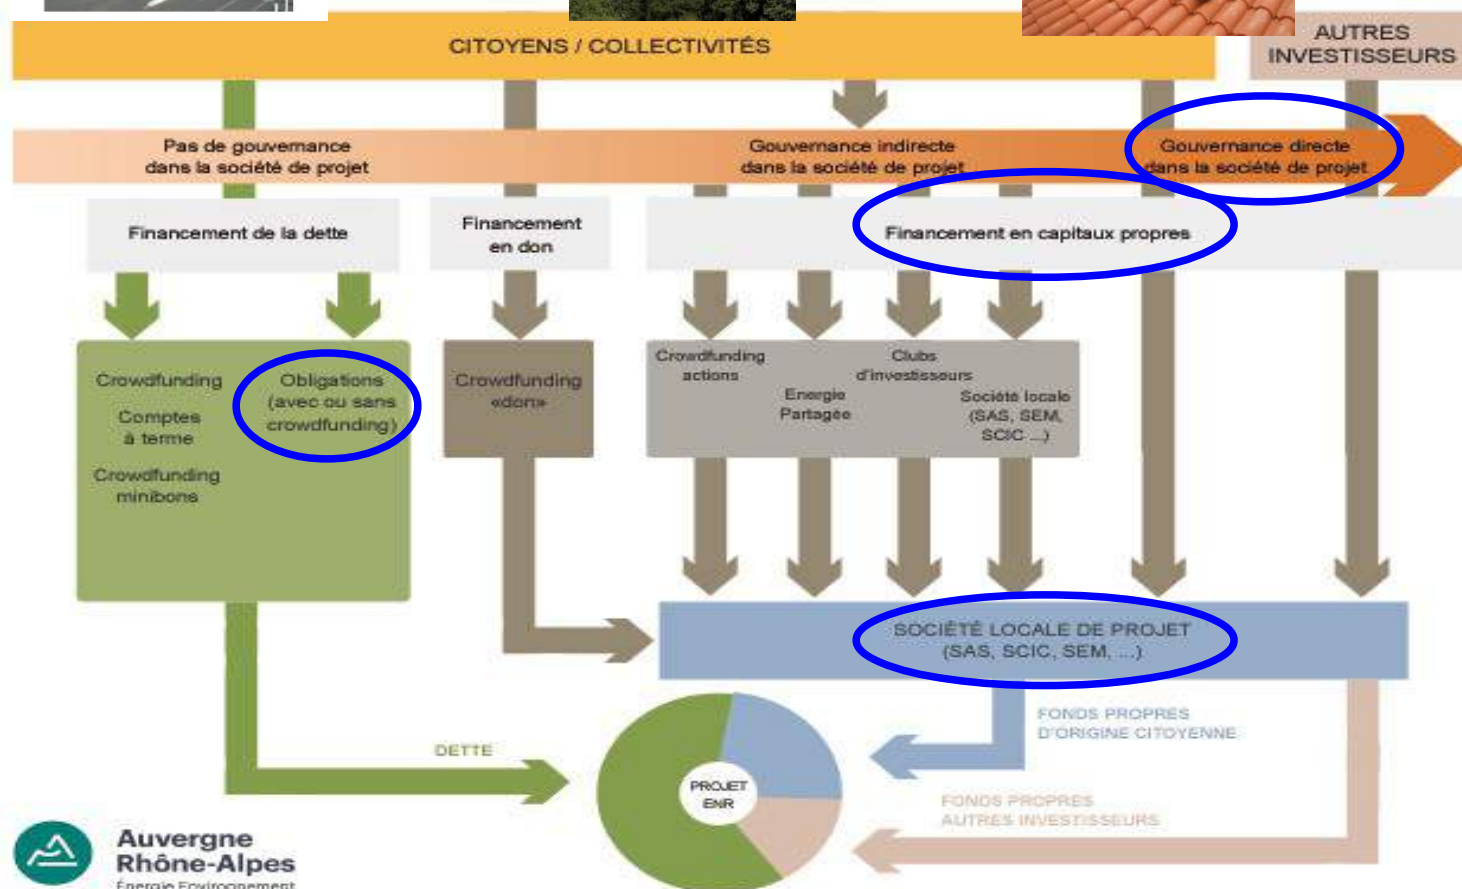 CITOYENS / COLLECTIVITÉS
AUTRES
INVESTISSEURS
Pas de gouvernance
dans la société de projet
Gouvernance indirecte
dans la société de projet
Gouvernance directe
dans la société de projet
Financement de la dette
Financement
en don
Financement en capitaux propres
Crowdfunding
Comptes
à terme
Crowdfunding
minibons
Obligations
(avec ou sans
crowdfunding)
Crowdfunding
«don»
Crowdfunding
actions
Energie
Partagée
Clubs
d'investisseurs
Société locale
(SAS, SEM,
SCIC ...)
SOCIÉTÉ LOCALE DE PROJET
(SAS, SCIC, SEM, ...)
FONDS PROPRES
D'ORIGINE CITOYENNE
DETTE
PROJET
ENR
FONDS PROPRES
AUTRES INVESTISSEURS
Auvergne
Rhône-Alpes
Énergie Environnement